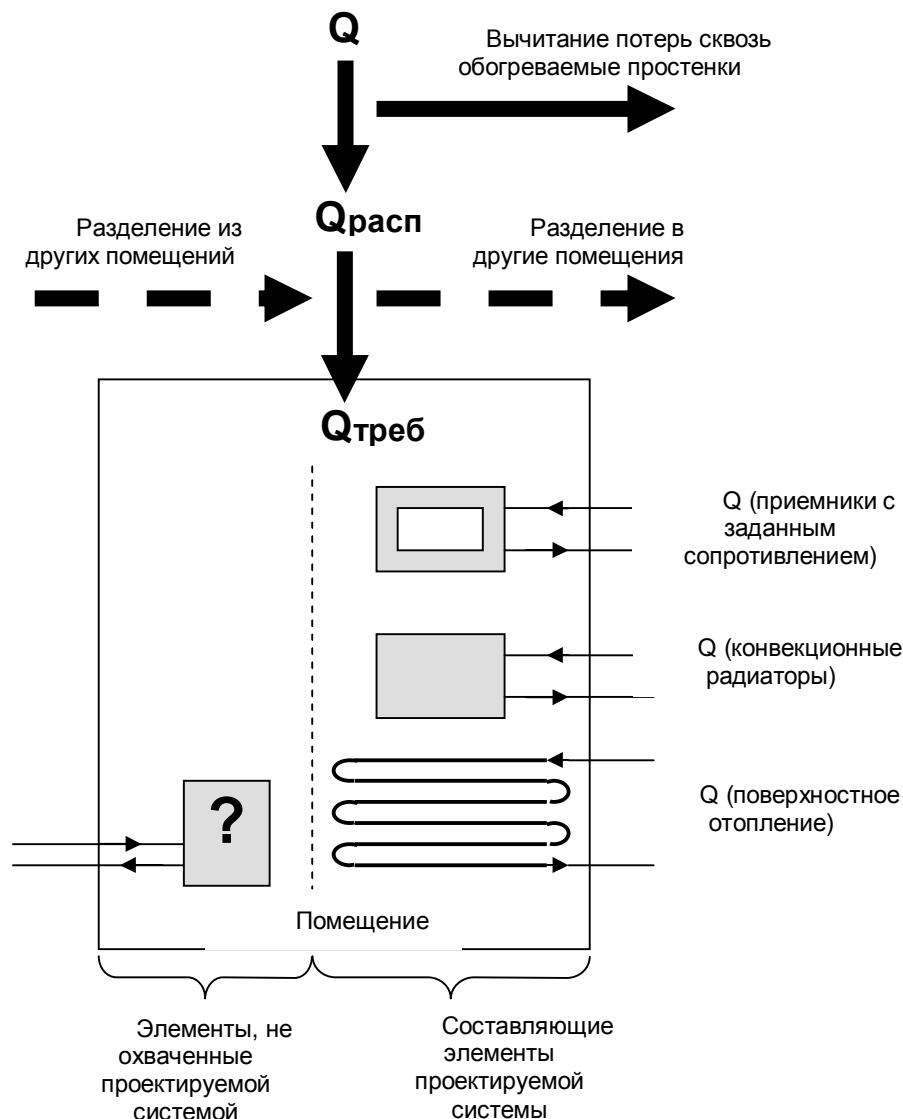 Q
Вычитание потерь сквозь
обогреваемые простенки
Qрасп
Разделение из
других помещений
Разделение в
другие помещения
Qтреб
Q (приемники с
заданным
сопротивлением)
Q (конвекционные
радиаторы)
?
Q (поверхностное
отопление)
Помещение
Элементы, не
охваченные
проектируемой
системой
Составляющие
элементы
проектируемой
системы